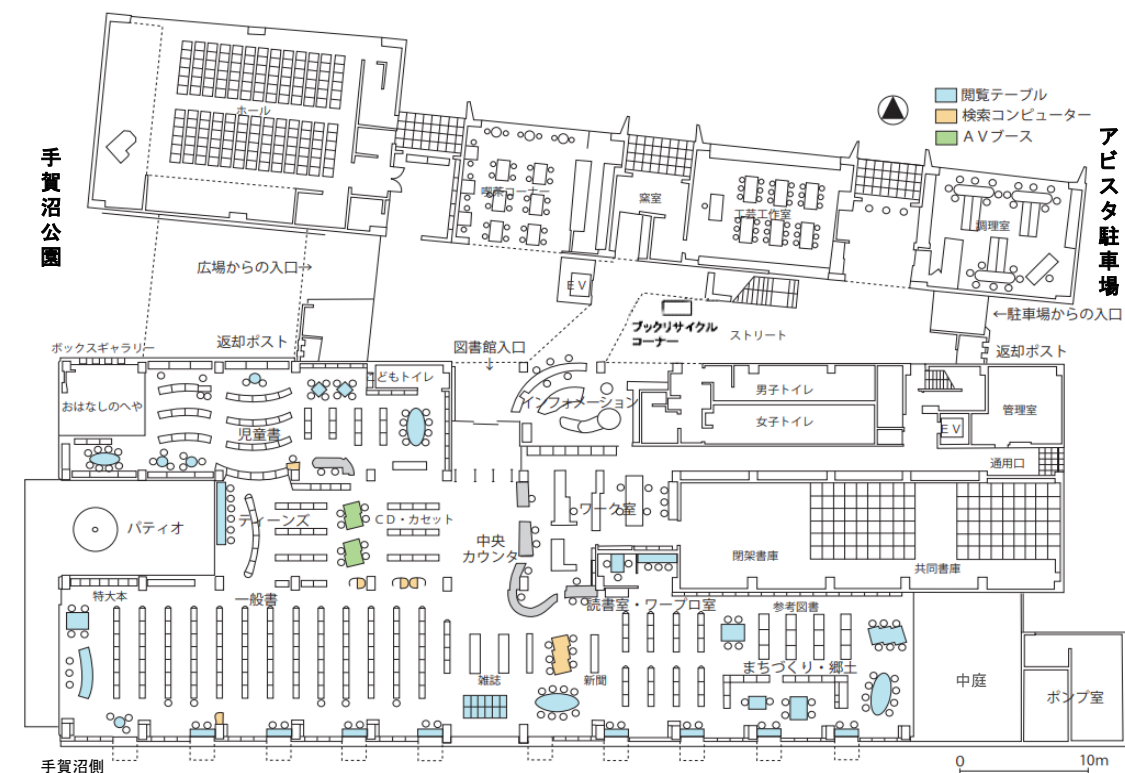 閲覧テーブル
検索コンピューター
AVブース
手賀沼公園
アビスタ駐車場
ホール
喫茶コーナー
窯室
工芸工作室
調理室
広場からの入口→
EV
ブックリサイクル
コーナー
ストリート
←駐車場からの入口
返却ポスト
ボックスギャラリー
返却ポスト
図書館入口
↓
こどもトイレ
おはなしのへや
児童書
インフォメーション
男子トイレ
女子トイレ
管理室
EV
通用口
パティオ
ティーンズ
CD・カセット
中央
カウンタ
ワーク室
閉架書庫
共同書庫
特大本
一般書
読書室・ワープロ室
参考図書
まちづくり・郷土
雑誌
新聞
中庭
ポンプ室
手賀沼側
0
10m